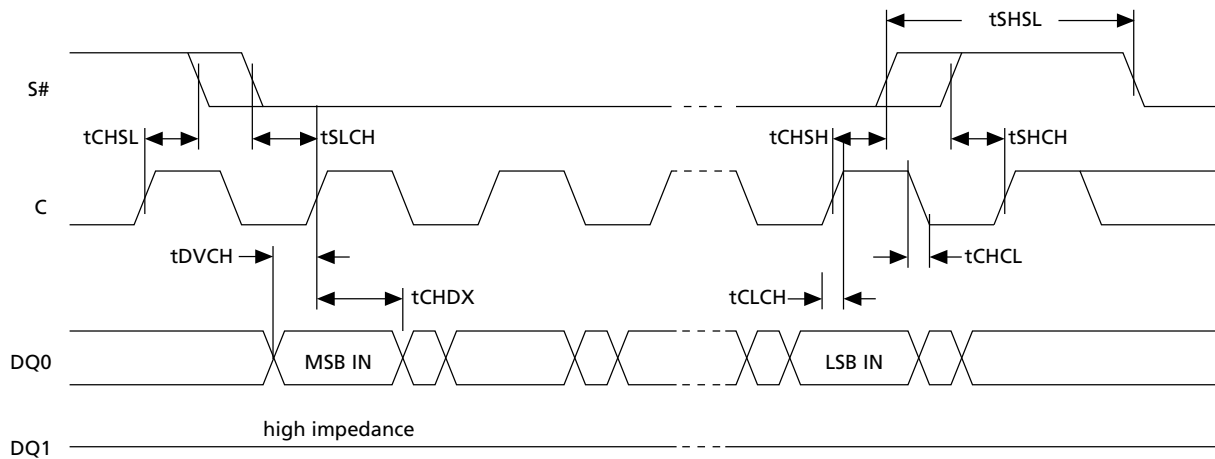 tSHSL
S#
tCHSL
tSLCH
tCHSH
tSHCH
C
tDVCH
tCHCL
tCHDX
tCLCH
DQ0
MSB IN
LSB IN
high impedance
DQ1